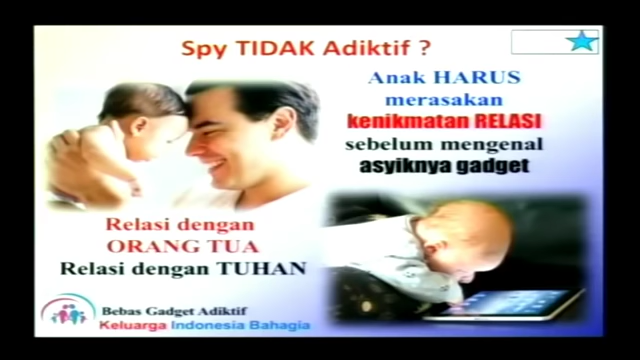 Spy TIDAK Adiktif ?
Anak HARUS
merasakan
kenikmatan RELASI
sebelum mengenal
asyiknya gadget
Relasi dengan
ORANG TUA
Relasi dengan TUHAN
Bebas Gadget Adiktif
Keluarga Indonesia Bahagia